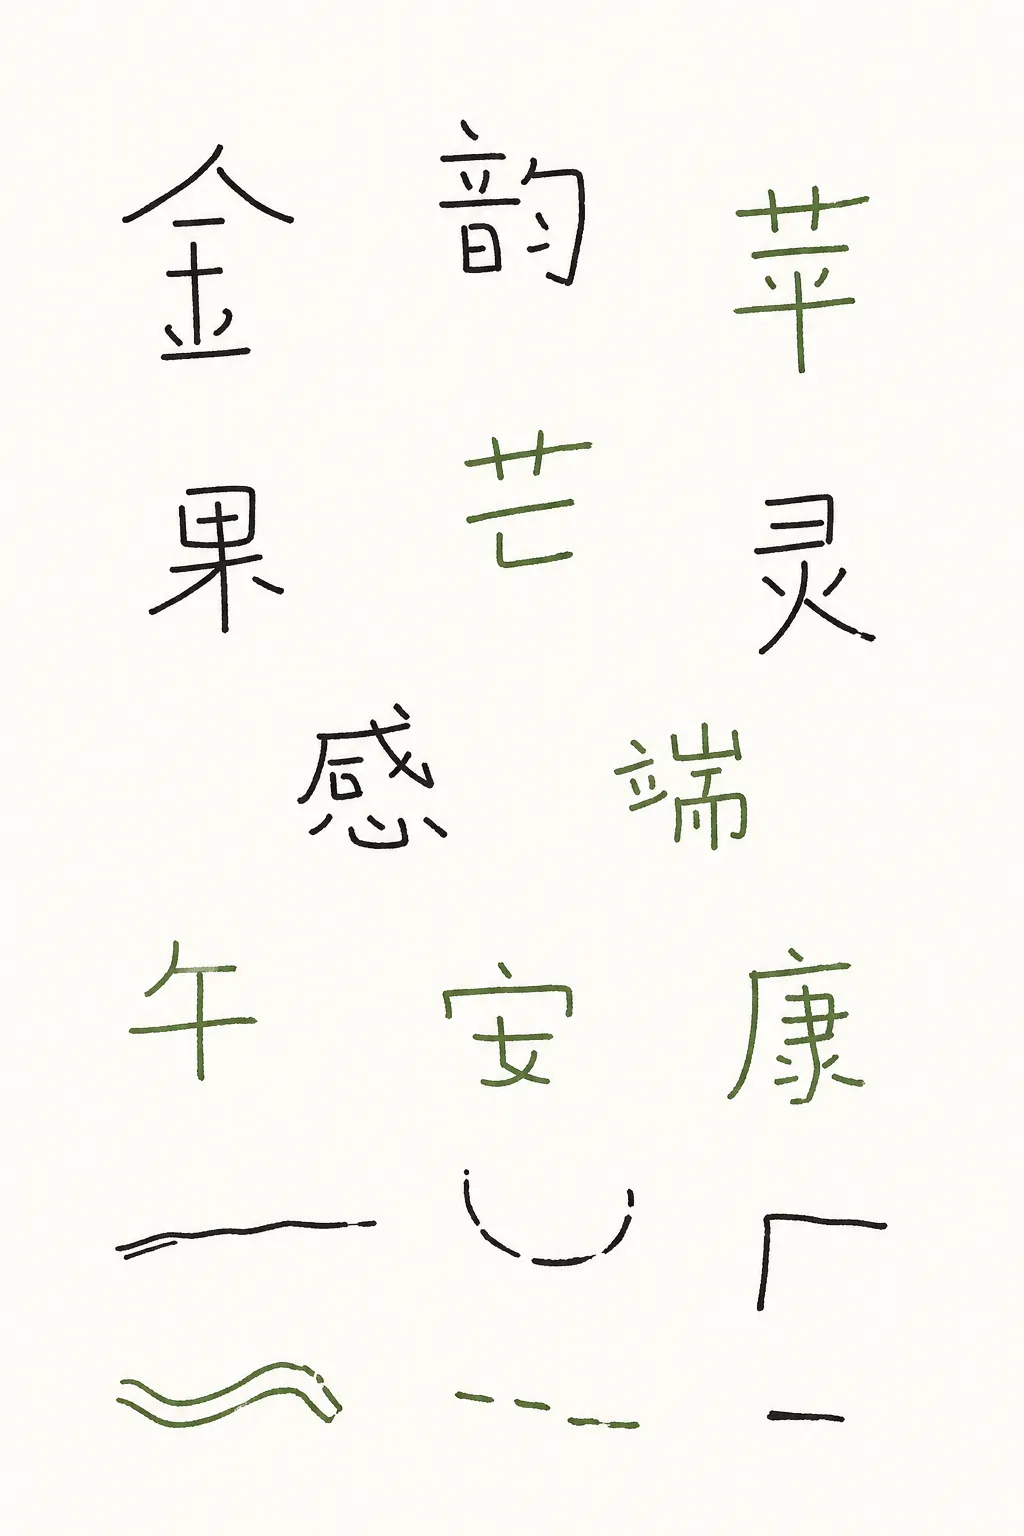 金 韵 苹
果 芒 灵
感 端
午 安 康